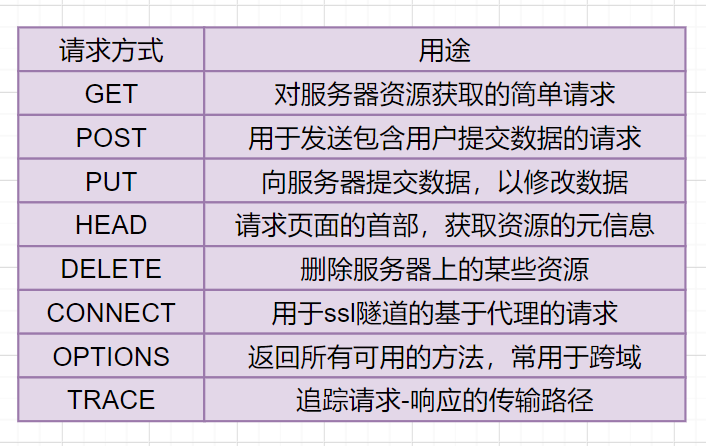 请求方式 用途
GET 对服务器资源获取的简单请求
POST 用于发送包含用户提交数据的请求
PUT 向服务器提交数据，以修改数据
HEAD 请求页面的首部，获取资源的元信息
DELETE 删除服务器上的某些资源
CONNECT 用于ssl隧道的基于代理的请求
OPTIONS 返回所有可用的方法，常用于跨域
TRACE 追踪请求-响应的传输路径